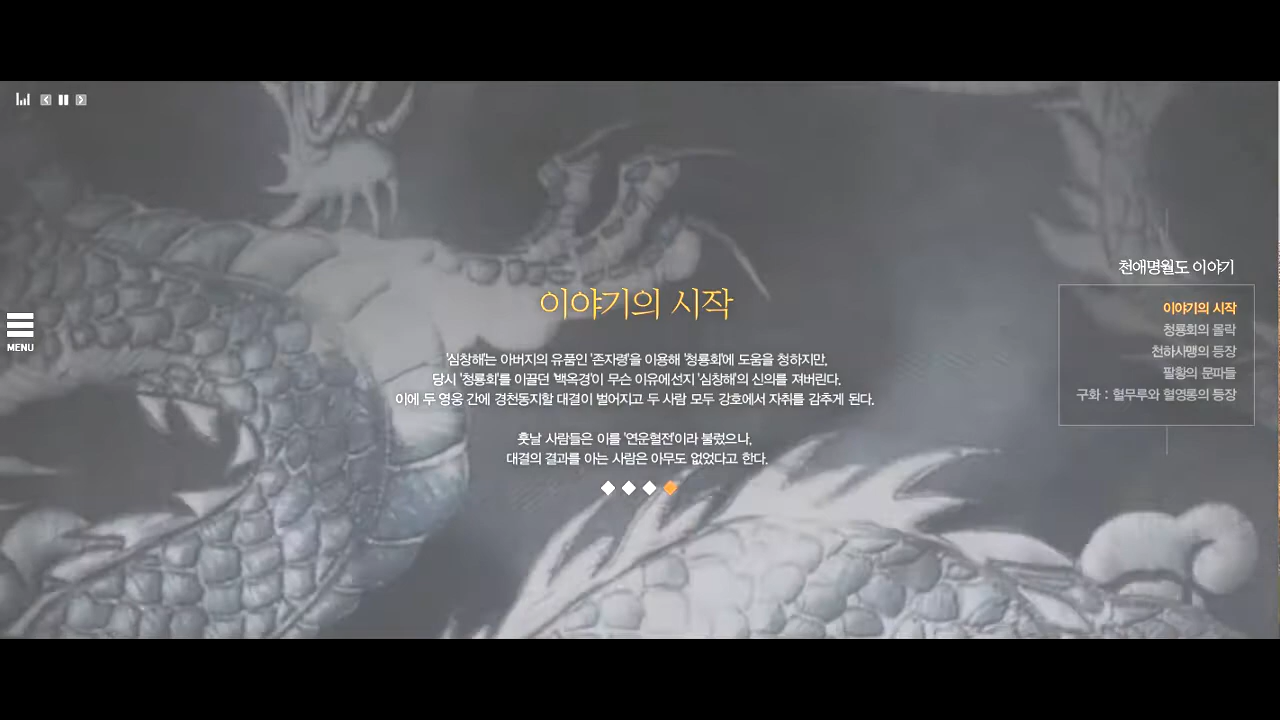 MENU
이야기의 시작
'심창해'는 아버지의 유품인 '존자령'을 이용해 '청룡회'에 도움을 청하지만,
당시 '청룡회'를 이끌던 '백옥경'이 무슨 이유에선지 '심창해'의 신의를 져버린다.
이에 두 영웅 간에 경천동지할 대결이 벌어지고 두 사람 모두 강호에서 자취를 감추게 된다.
훗날 사람들은 이를 '연운혈전'이라 불렀으나,
대결의 결과를 아는 사람은 아무도 없었다고 한다.
천애명월도 이야기
이야기의 시작
청룡회의 몰락
천하사맹의 등장
팔황의 문파들
구화 : 혈무루와 혈영롱의 등장